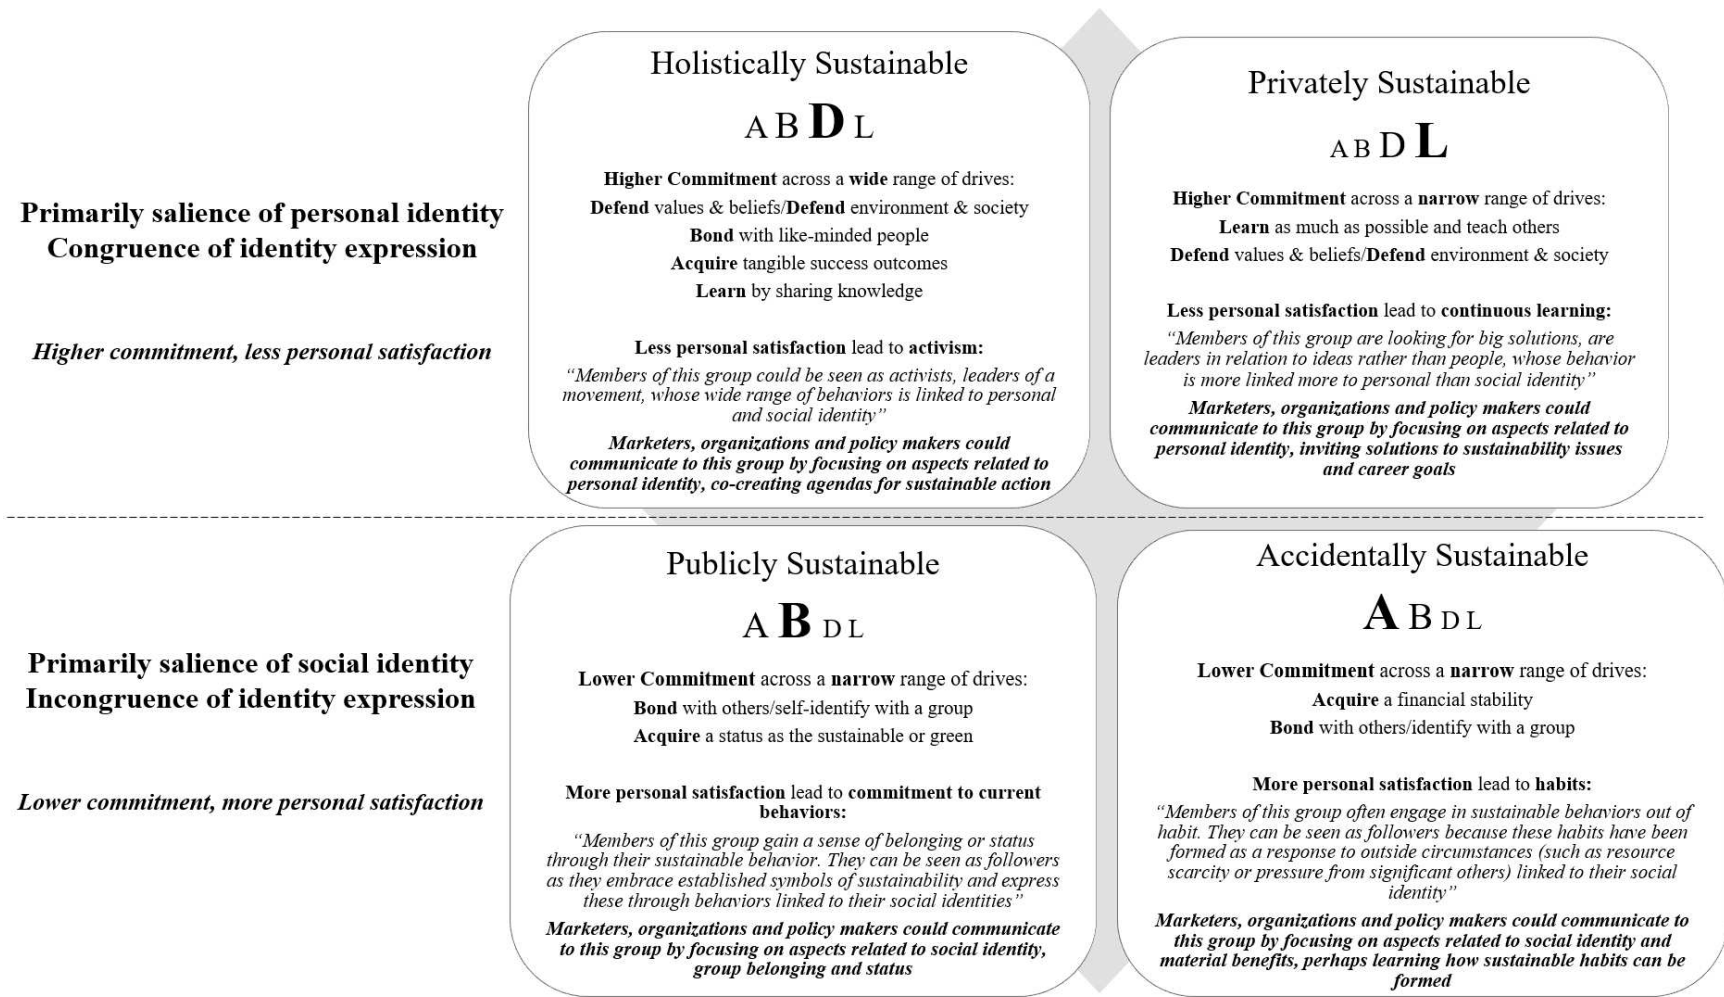 Primarily salience of personal identity
Congruence of identity expression
Higher commitment, less personal satisfaction
Holistically Sustainable
A B D L
Higher Commitment across a wide range of drives:
Defend values & beliefs/Defend environment & society
Bond with like-minded people
Acquire tangible success outcomes
Learn by sharing knowledge
Less personal satisfaction lead to activism:
“Members of this group could be seen as activists, leaders of a
movement, whose wide range of behaviors is linked to personal
and social identity”
Marketers, organizations and policy makers could
communicate to this group by focusing on aspects related to
personal identity, co-creating agendas for sustainable action
Privately Sustainable
A B D L
Higher Commitment across a narrow range of drives:
Learn as much as possible and teach others
Defend values & beliefs/Defend environment & society
Less personal satisfaction lead to continuous learning:
“Members of this group are looking for big solutions, are
leaders in relation to ideas rather than people, whose behavior
is more linked more to personal than social identity”
Marketers, organizations and policy makers could
communicate to this group by focusing on aspects related to
personal identity, inviting solutions to sustainability issues
and career goals
Primarily salience of social identity
Incongruence of identity expression
Lower commitment, more personal satisfaction
Publicly Sustainable
A B D L
Lower Commitment across a narrow range of drives:
Bond with others/self-identify with a group
Acquire a status as the sustainable or green
More personal satisfaction lead to commitment to current
behaviors:
“Members of this group gain a sense of belonging or status
through their sustainable behavior. They can be seen as followers
as they embrace established symbols of sustainability and express
these through behaviors linked to their social identities”
Marketers, organizations and policy makers could communicate
to this group by focusing on aspects related to social identity,
group belonging and status
Accidentally Sustainable
A B D L
Lower Commitment across a narrow range of drives:
Acquire a financial stability
Bond with others/identify with a group
More personal satisfaction lead to habits:
“Members of this group often engage in sustainable behaviors out of
habit. They can be seen as followers because these habits have been
formed as a response to outside circumstances (such as resource
scarcity or pressure from significant others) linked to their social
identity”
Marketers, organizations and policy makers could communicate to
this group by focusing on aspects related to social identity and
material benefits, perhaps learning how sustainable habits can be
formed